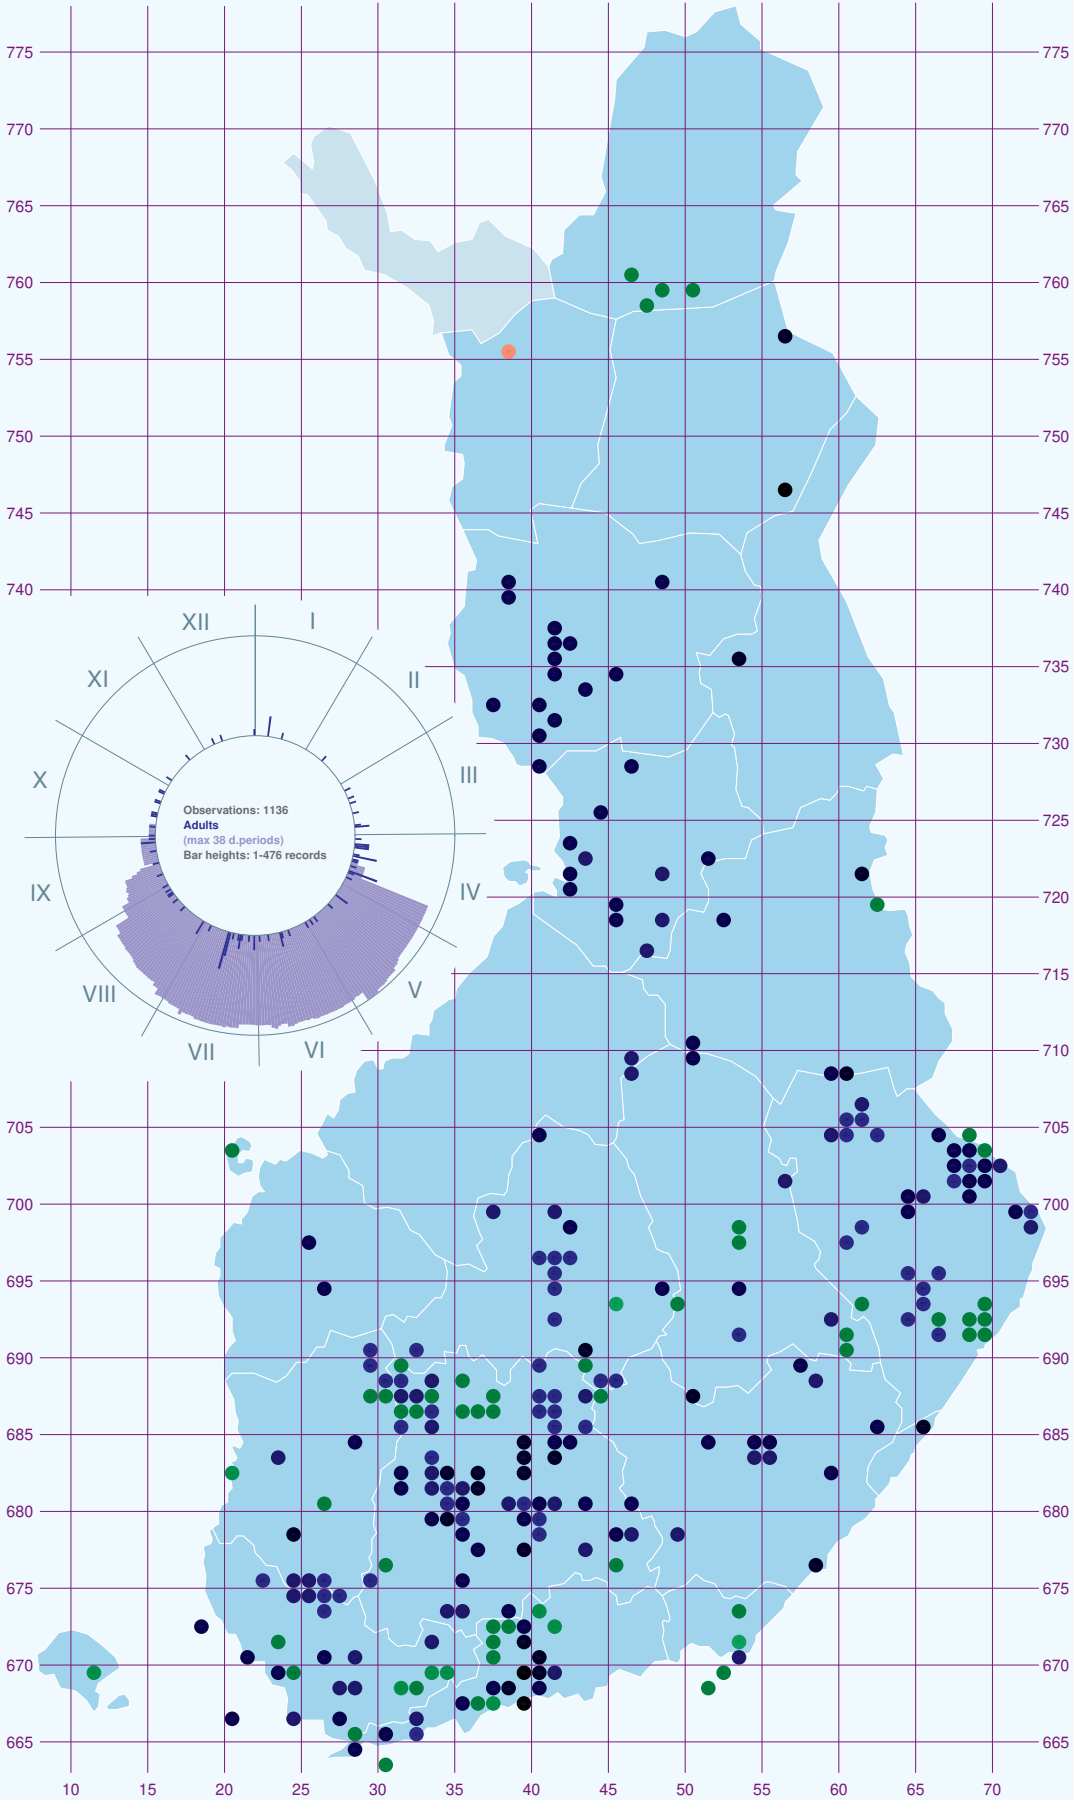 775 775
770 770
765 765
760 760
755 755
750 750
745 745
740 740
XII I
XI II
735
730 730
X III
725
Observations: 1136
Adults
(max 38 d.periods)
Bar heights: 1-476 records
IX IV
720
715
VIII V
VII VI
710
705 705
700 700
695 695
690 690
685 685
680 680
675 675
670 670
665 665
10 15 20 25 30 35 40 45 50 55 60 65 70